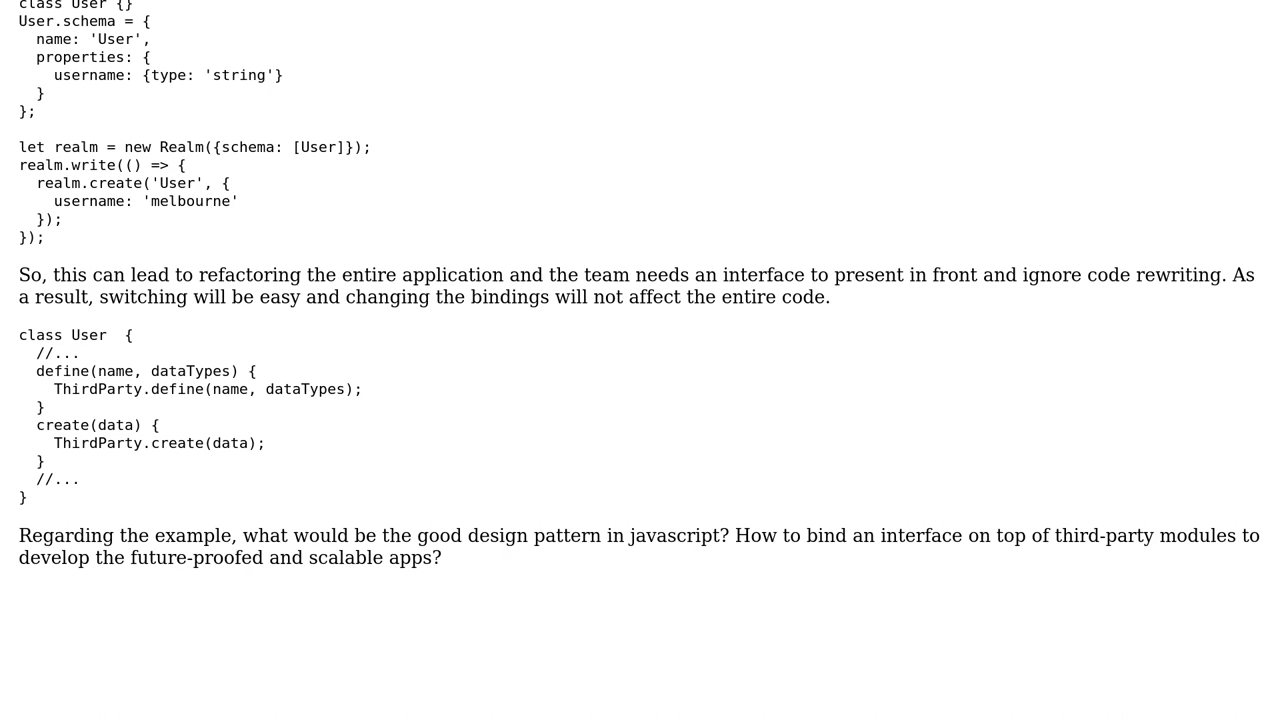 class User {}
User.schema = {
  name: 'User',
  properties: {
    username: {type: 'string'}
  }
};

let realm = new Realm({schema: [User]});
realm.write(() => {
  realm.create('User', {
    username: 'melbourne'
  });
});

So, this can lead to refactoring the entire application and the team needs an interface to present in front and ignore code rewriting. As
a result, switching will be easy and changing the bindings will not affect the entire code.

class User  {
  //...
  define(name, dataTypes) {
    ThirdParty.define(name, dataTypes);
  }
  create(data) {
    ThirdParty.create(data);
  }
  //...
}

Regarding the example, what would be the good design pattern in javascript? How to bind an interface on top of third-party modules to
develop the future-proofed and scalable apps?